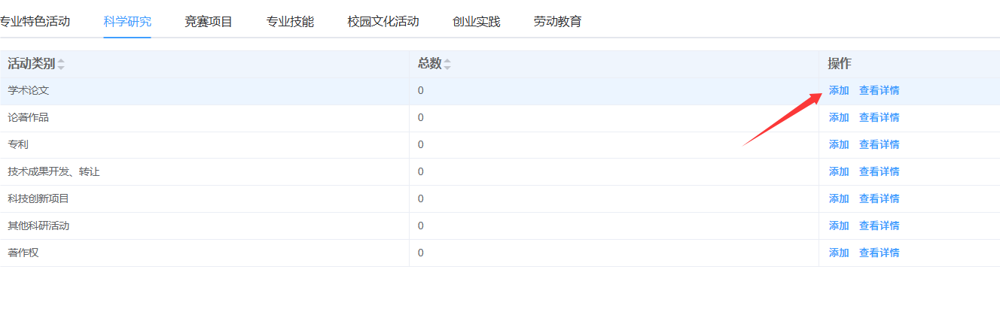 专业特色活动 科学研究 竞赛项目 专业技能 校园文化活动 创业实践 劳动教育
活动类别 总数 操作
学术论文 0 添加 查看详情
论著作品 0 添加 查看详情
专利 0 添加 查看详情
技术成果开发、转让 0 添加 查看详情
科技创新项目 0 添加 查看详情
其他科研活动 0 添加 查看详情
著作权 0 添加 查看详情